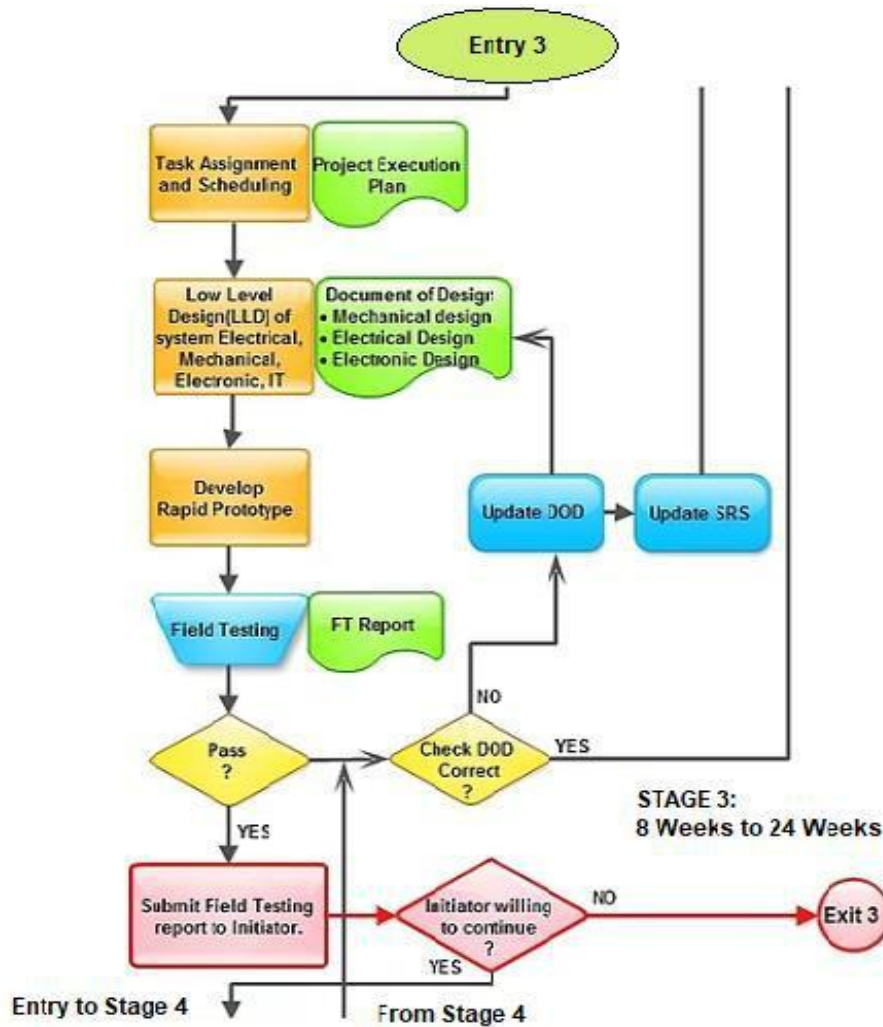 Entry 3
Task Assignment
and Scheduling
Project Execution
Plan
Low Level
Design(LLD) of
system Electrical,
Mechanical,
Electronic, IT
Document of Design
• Mechanical design
• Electrical Design
• Electronic Design
Develop
Rapid Prototype
Update DOD
Update SRS
Field Testing
FT Report
NO
Pass
?
Check DOD
Correct
?
YES
STAGE 3:
8 Weeks to 24 Weeks
YES
Submit Field Testing
report to Initiator.
Initiator willing
to continue
?
NO
Exit 3
YES
Entry to Stage 4
From Stage 4